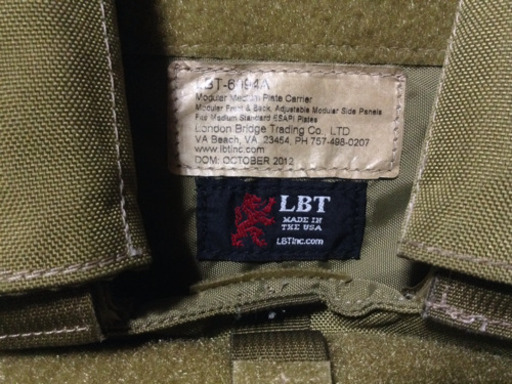 LBT-6094A
Modular Medium Plate Carrier
Modular Front & Back, Adjustable Modular Side Panels
For Medium Standard ESAPI Plates
London Bridge Trading Co. LTD
VA Beach, VA, 23454, PH 757-498-0207
www.lbtinc.com
DOM: OCTOBER 2012
LBT
MADE IN
THE USA
LBTInc.com